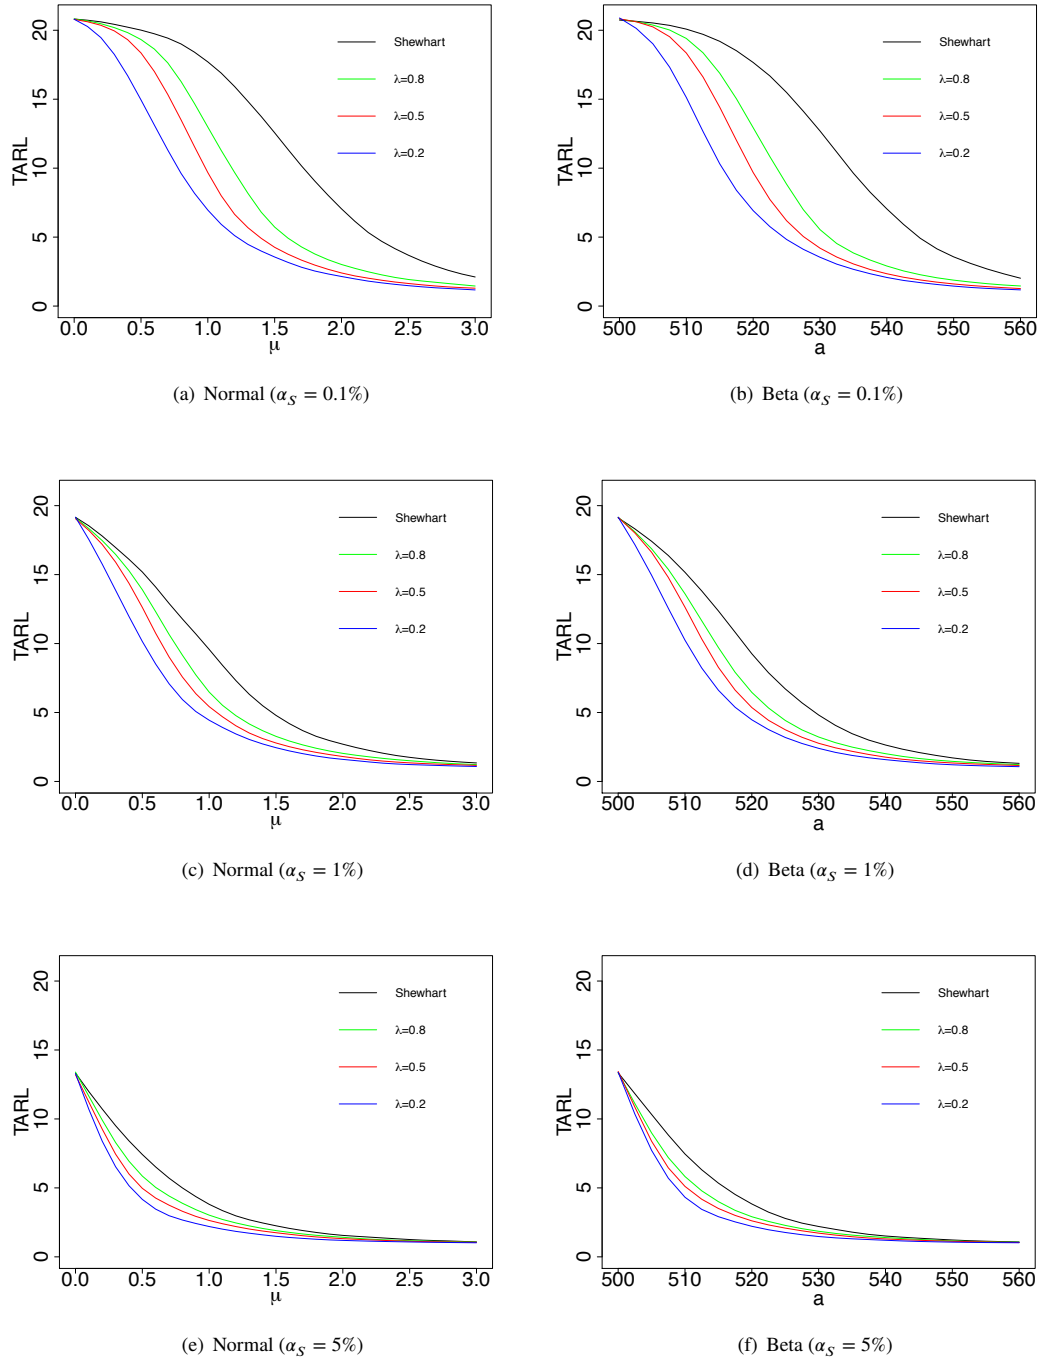 20
15
10
5
0
TARL
Shewhart
λ=0.8
λ=0.5
λ=0.2
0.0 0.5 1.0 1.5 2.0 2.5 3.0
μ
(a) Normal (α_S = 0.1%)
20
15
10
5
0
TARL
Shewhart
λ=0.8
λ=0.5
λ=0.2
500 510 520 530 540 550 560
a
(b) Beta (α_S = 0.1%)
20
15
10
5
0
TARL
Shewhart
λ=0.8
λ=0.5
λ=0.2
0.0 0.5 1.0 1.5 2.0 2.5 3.0
μ
(c) Normal (α_S = 1%)
20
15
10
5
0
TARL
Shewhart
λ=0.8
λ=0.5
λ=0.2
500 510 520 530 540 550 560
a
(d) Beta (α_S = 1%)
20
15
10
5
0
TARL
Shewhart
λ=0.8
λ=0.5
λ=0.2
0.0 0.5 1.0 1.5 2.0 2.5 3.0
μ
(e) Normal (α_S = 5%)
20
15
10
5
0
TARL
Shewhart
λ=0.8
λ=0.5
λ=0.2
500 510 520 530 540 550 560
a
(f) Beta (α_S = 5%)